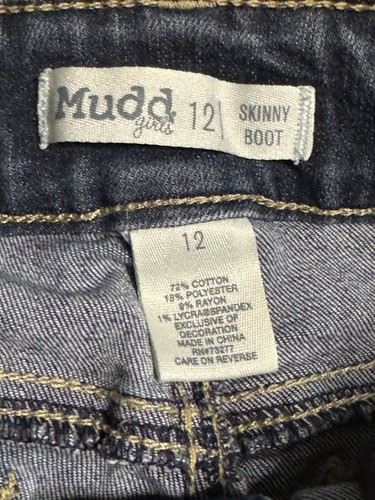 Mudd
girls
12
SKINNY
BOOT
12
72% COTTON
18% POLYESTER
9% RAYON
1% LYCRA®SPANDEX
EXCLUSIVE OF
DECORATION
MADE IN CHINA
RN#73277
CARE ON REVERSE